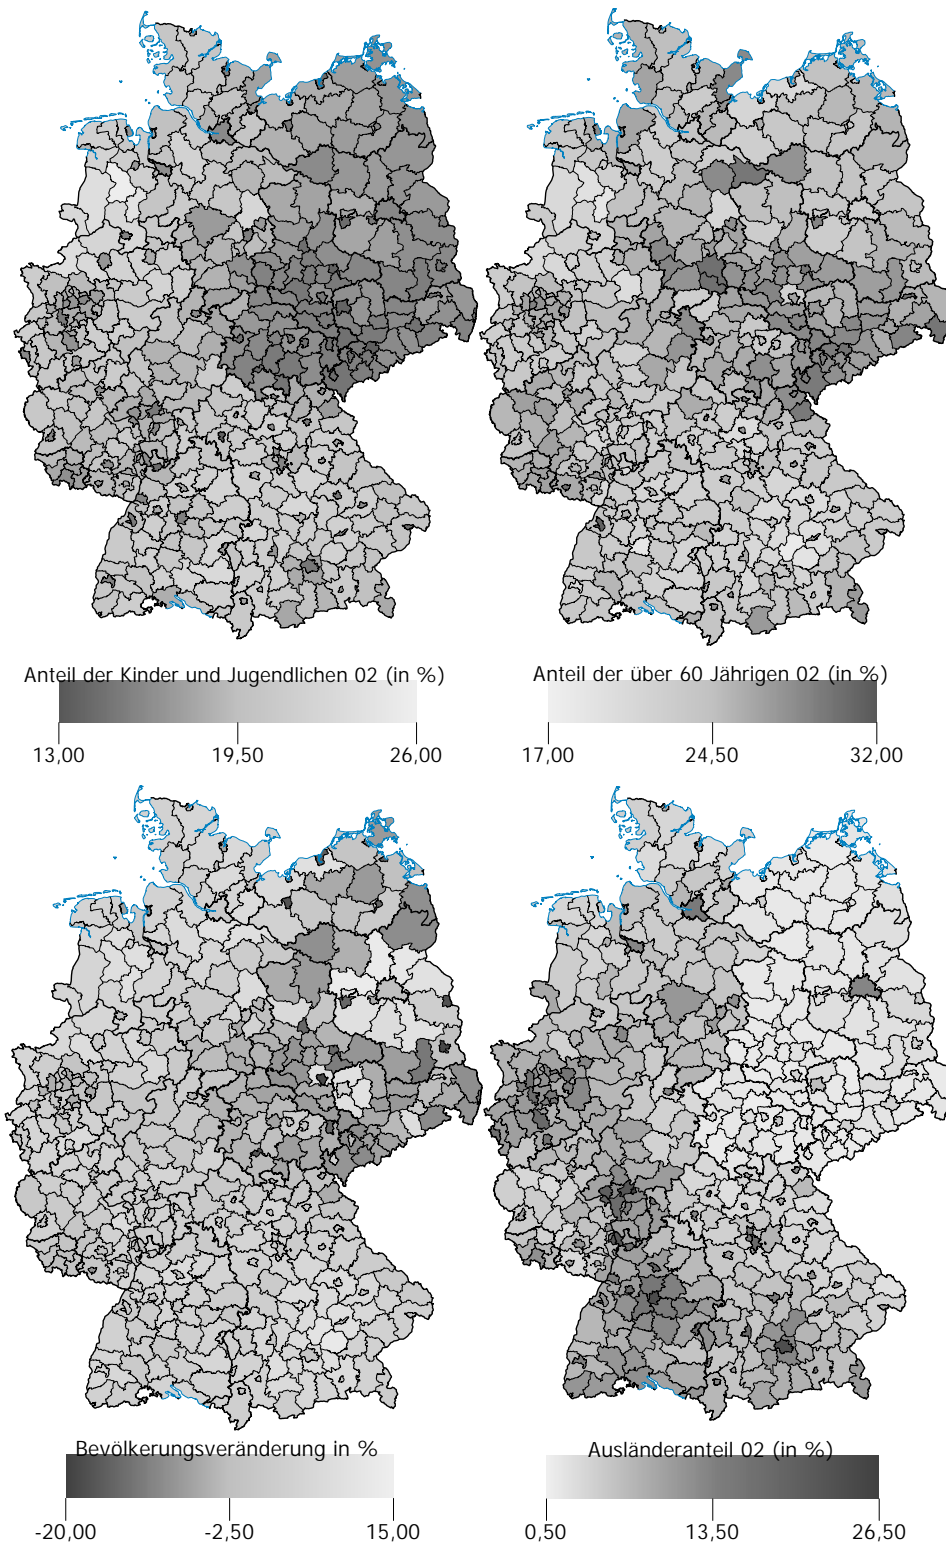 Anteil der Kinder und Jugendlichen 02 (in %)
13,00 19,50 26,00
Anteil der über 60 Jährigen 02 (in %)
17,00 24,50 32,00
Bevölkerungsveränderung in %
-20,00 -2,50 15,00
Ausländeranteil 02 (in %)
0,50 13,50 26,50